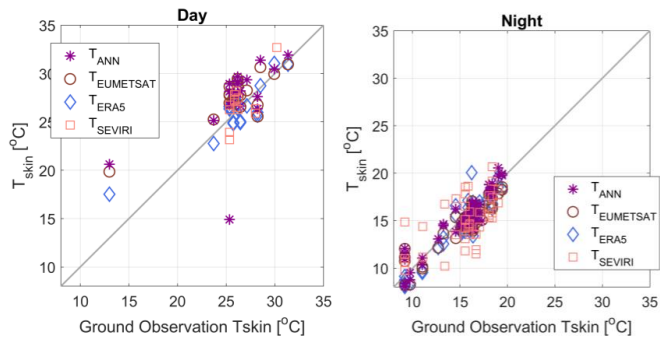 Day
35
30
25
20
15
10
T_skin [°C]
T_ANN
T_EUMETSAT
T_ERA5
T_SEVIRI
10 15 20 25 30 35
Ground Observation Tskin [°C]
Night
35
30
25
20
15
10
T_skin [°C]
T_ANN
T_EUMETSAT
T_ERA5
T_SEVIRI
10 15 20 25 30 35
Ground Observation Tskin [°C]